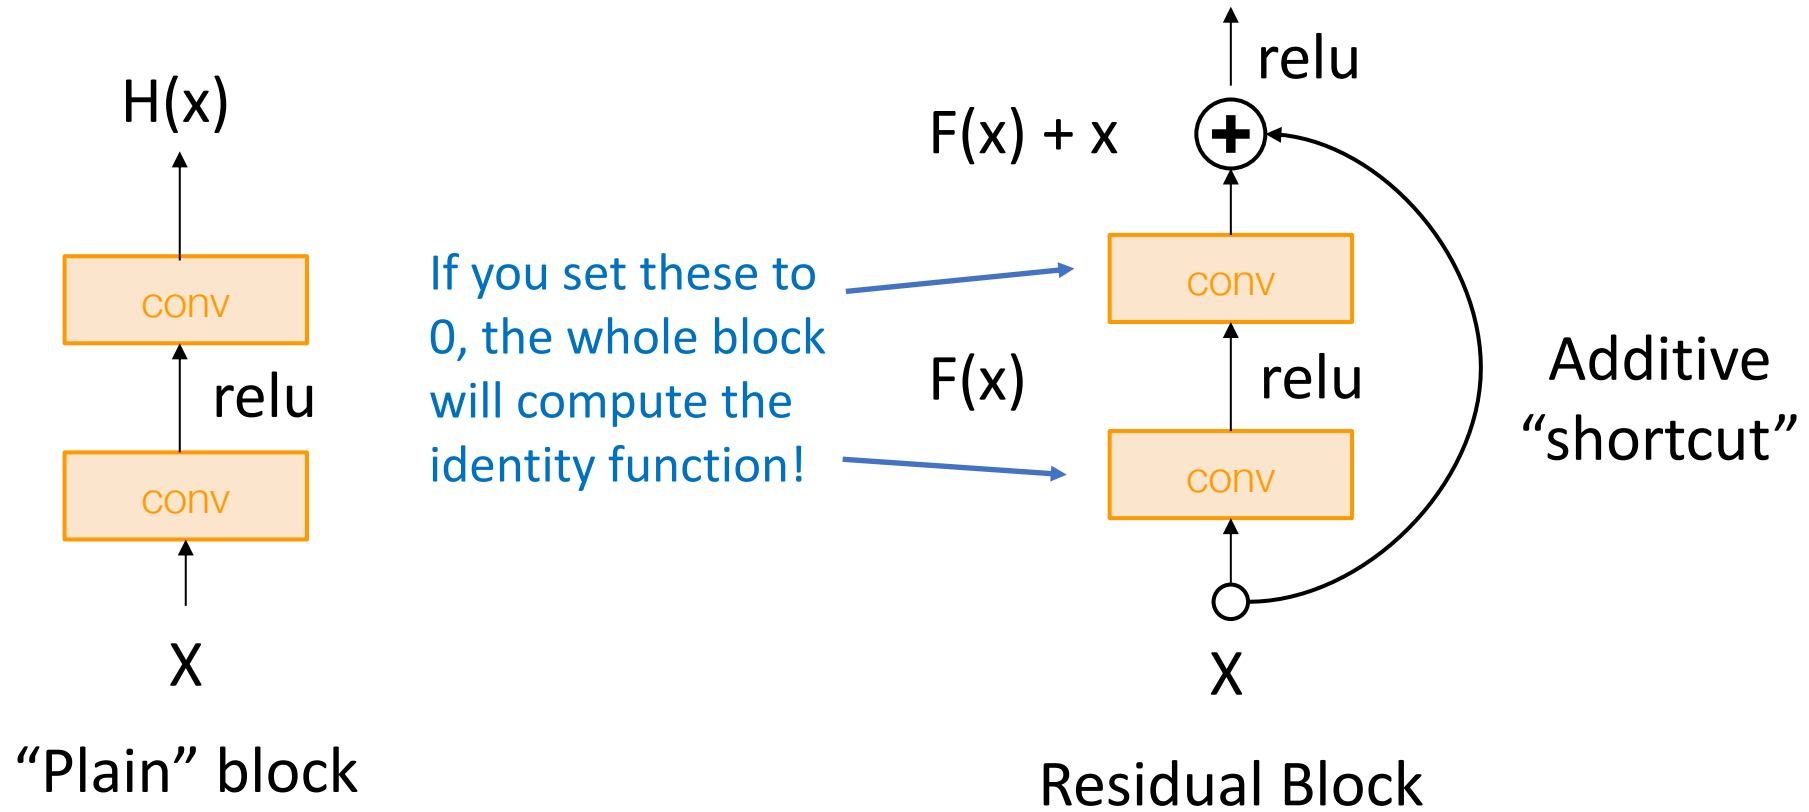 H(x)
conv
relu
conv
X
“Plain” block
If you set these to
0, the whole block
will compute the
identity function!
relu
F(x) + x
conv
F(x)
relu
conv
X
Residual Block
Additive
“shortcut”